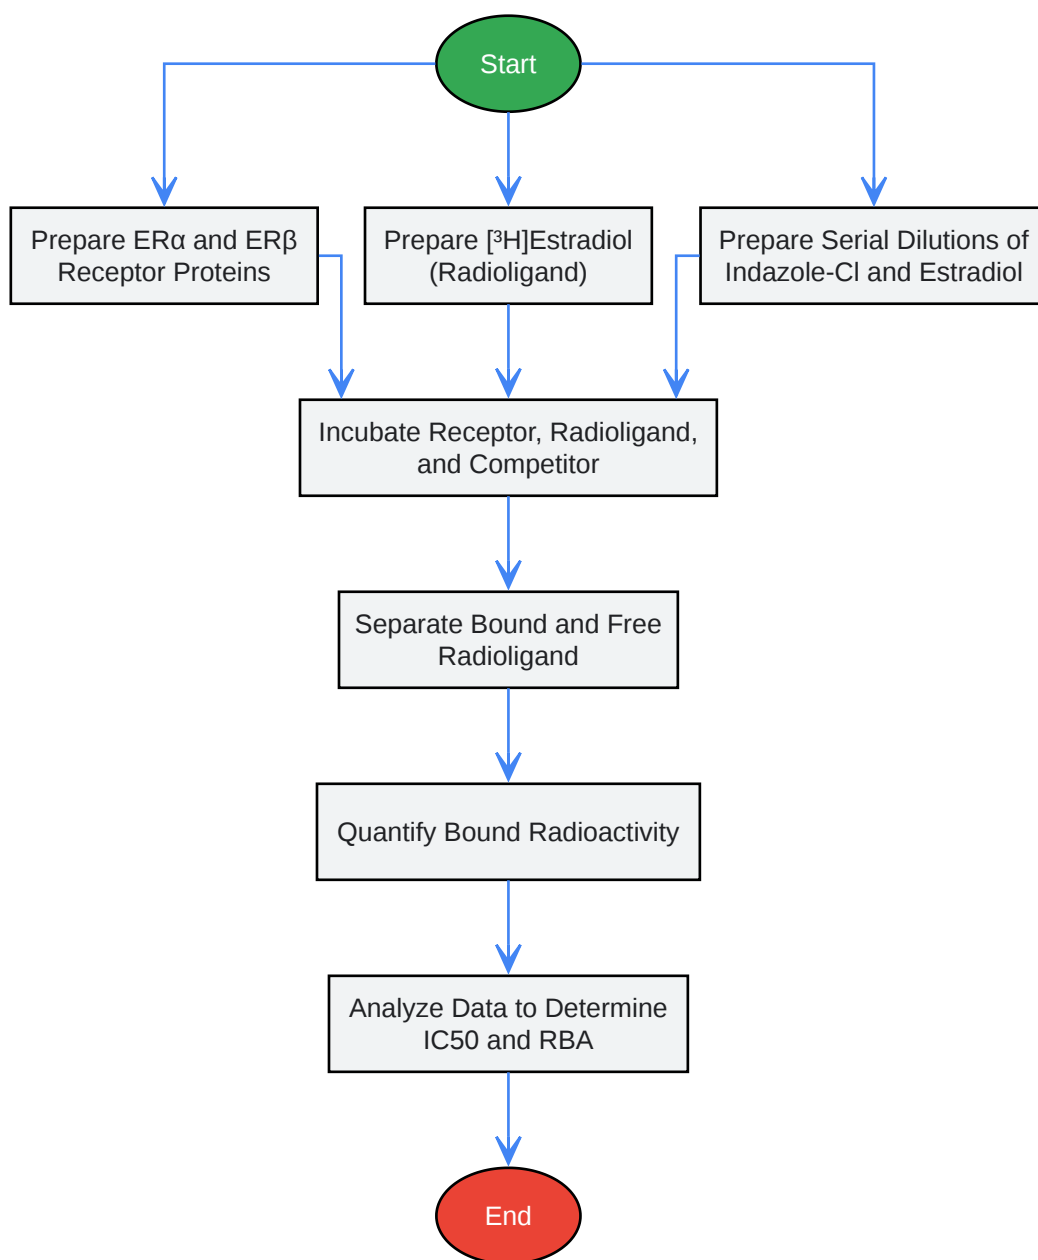 Start
Prepare ERα and ERβ
Receptor Proteins
Prepare [³H]Estradiol
(Radioligand)
Prepare Serial Dilutions of
Indazole-Cl and Estradiol
Incubate Receptor, Radioligand,
and Competitor
Separate Bound and Free
Radioligand
Quantify Bound Radioactivity
Analyze Data to Determine
IC50 and RBA
End